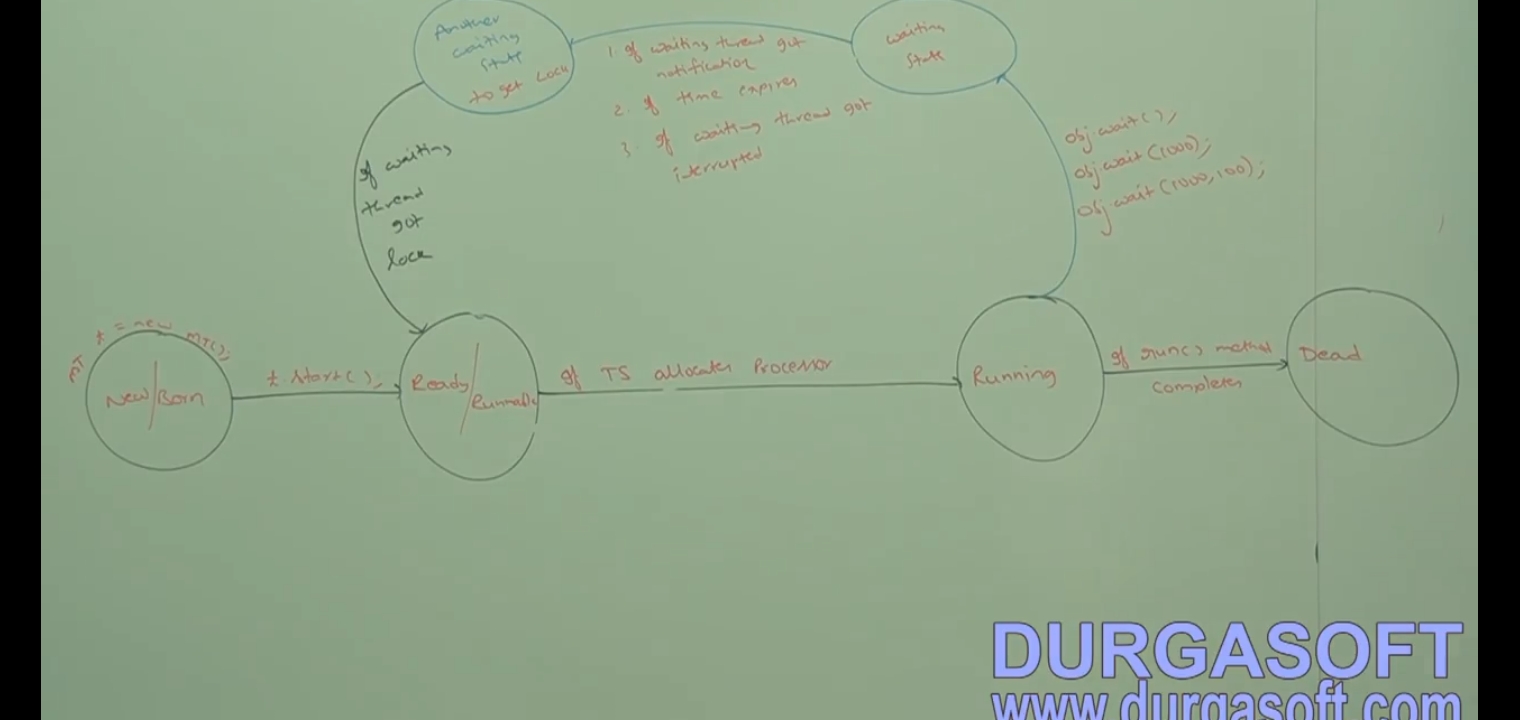 Another
waiting
state
to get Lock
1. If waiting thread got
notification
2. If time expires
3. If waiting thread got
interrupted
waiting
state
obj.wait();
obj.wait(1000);
obj.wait(1000,100);
If waiting
thread
got
lock
MT t = new MT();
New/Born
t.start();
Ready/
Runnable
If TS allocates Processor
Running
If run() method
completes
Dead
DURGASOFT
www.durgasoft.com